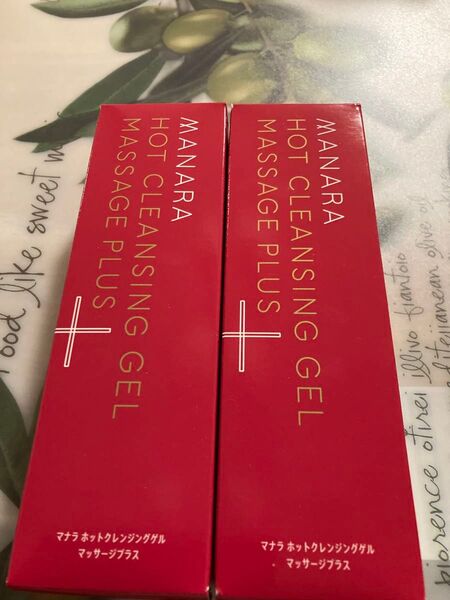 MANARA
HOT CLEANSING GEL
MASSAGE PLUS
マナラ ホットクレンジングゲル
マッサージプラス
MANARA
HOT CLEANSING GEL
MASSAGE PLUS
マナラ ホットクレンジングゲル
マッサージプラス
food like sweet